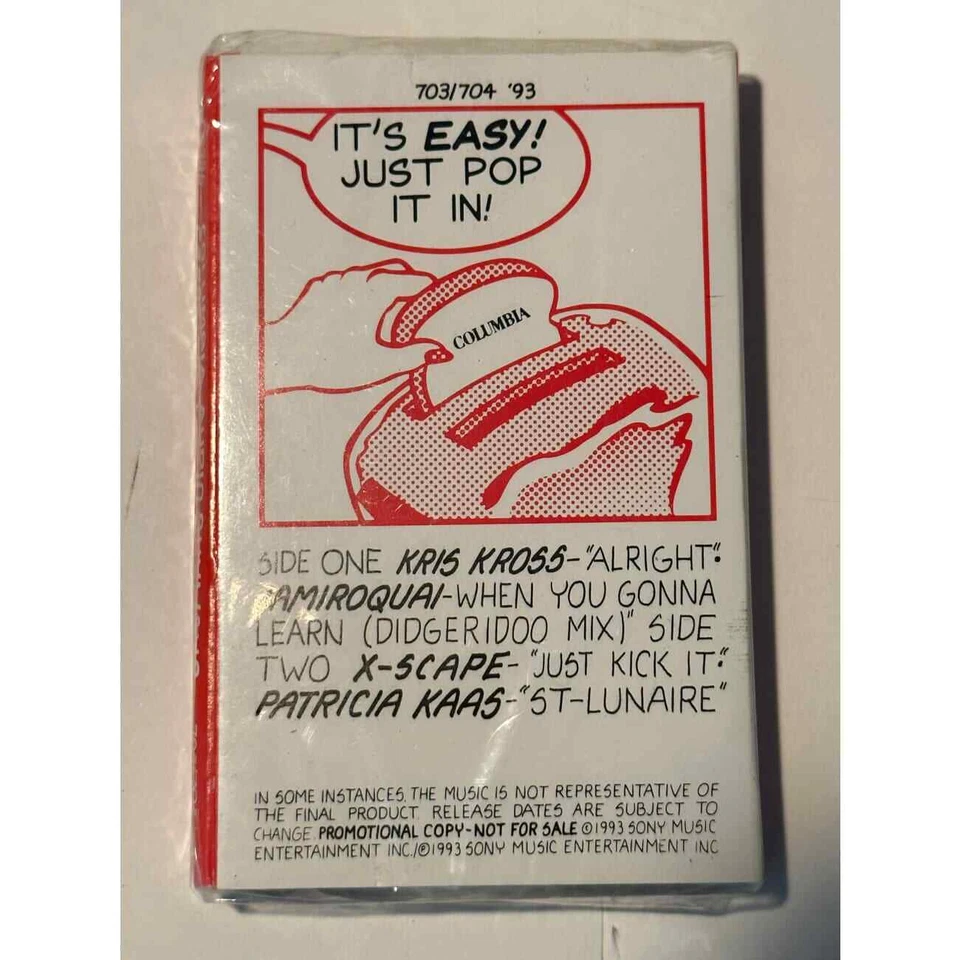 703/704 '93
IT'S EASY!
JUST POP
IT IN!
COLUMBIA
SIDE ONE KRIS KROSS-"ALRIGHT":
JAMIROQUAI-WHEN YOU GONNA
LEARN (DIDGERIDOO MIX)" SIDE
TWO X-SCAPE-"JUST KICK IT":
PATRICIA KAAS-"ST-LUNAIRE"
IN SOME INSTANCES, THE MUSIC IS NOT REPRESENTATIVE OF
THE FINAL PRODUCT. RELEASE DATES ARE SUBJECT TO
CHANGE. PROMOTIONAL COPY-NOT FOR SALE ©1993 SONY MUSIC
ENTERTAINMENT INC./℗1993 SONY MUSIC ENTERTAINMENT INC